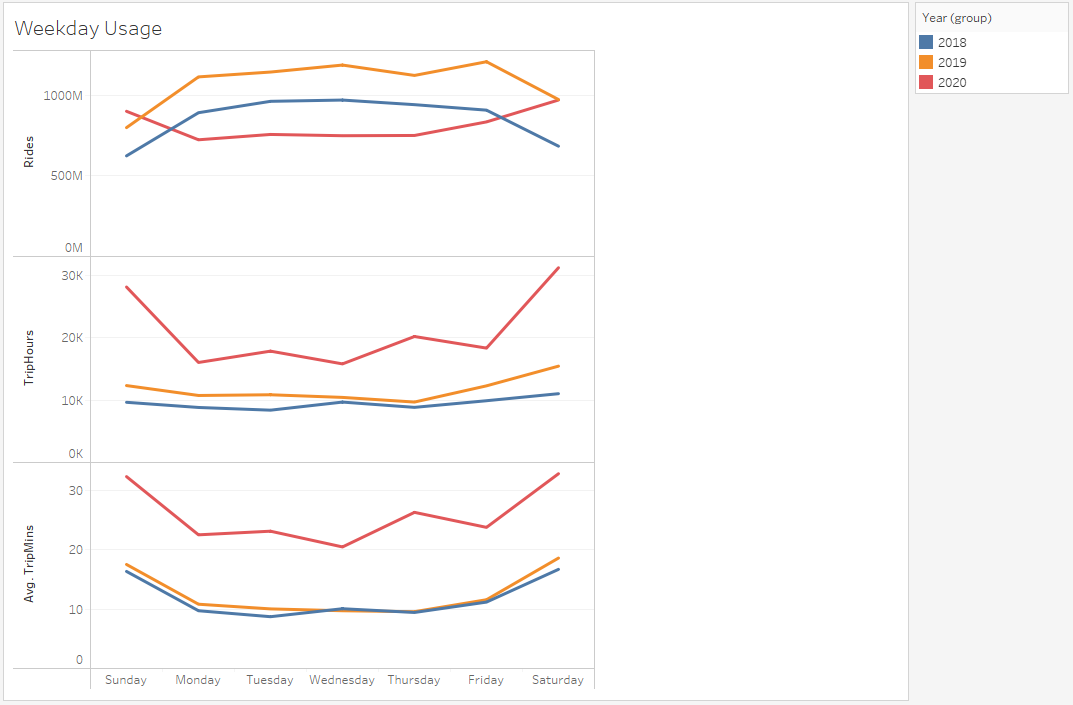 Weekday Usage
Year (group)
2018
2019
2020
Rides
1000M
500M
0M
TripHours
30K
20K
10K
0K
Avg. TripMins
30
20
10
0
Sunday Monday Tuesday Wednesday Thursday Friday Saturday